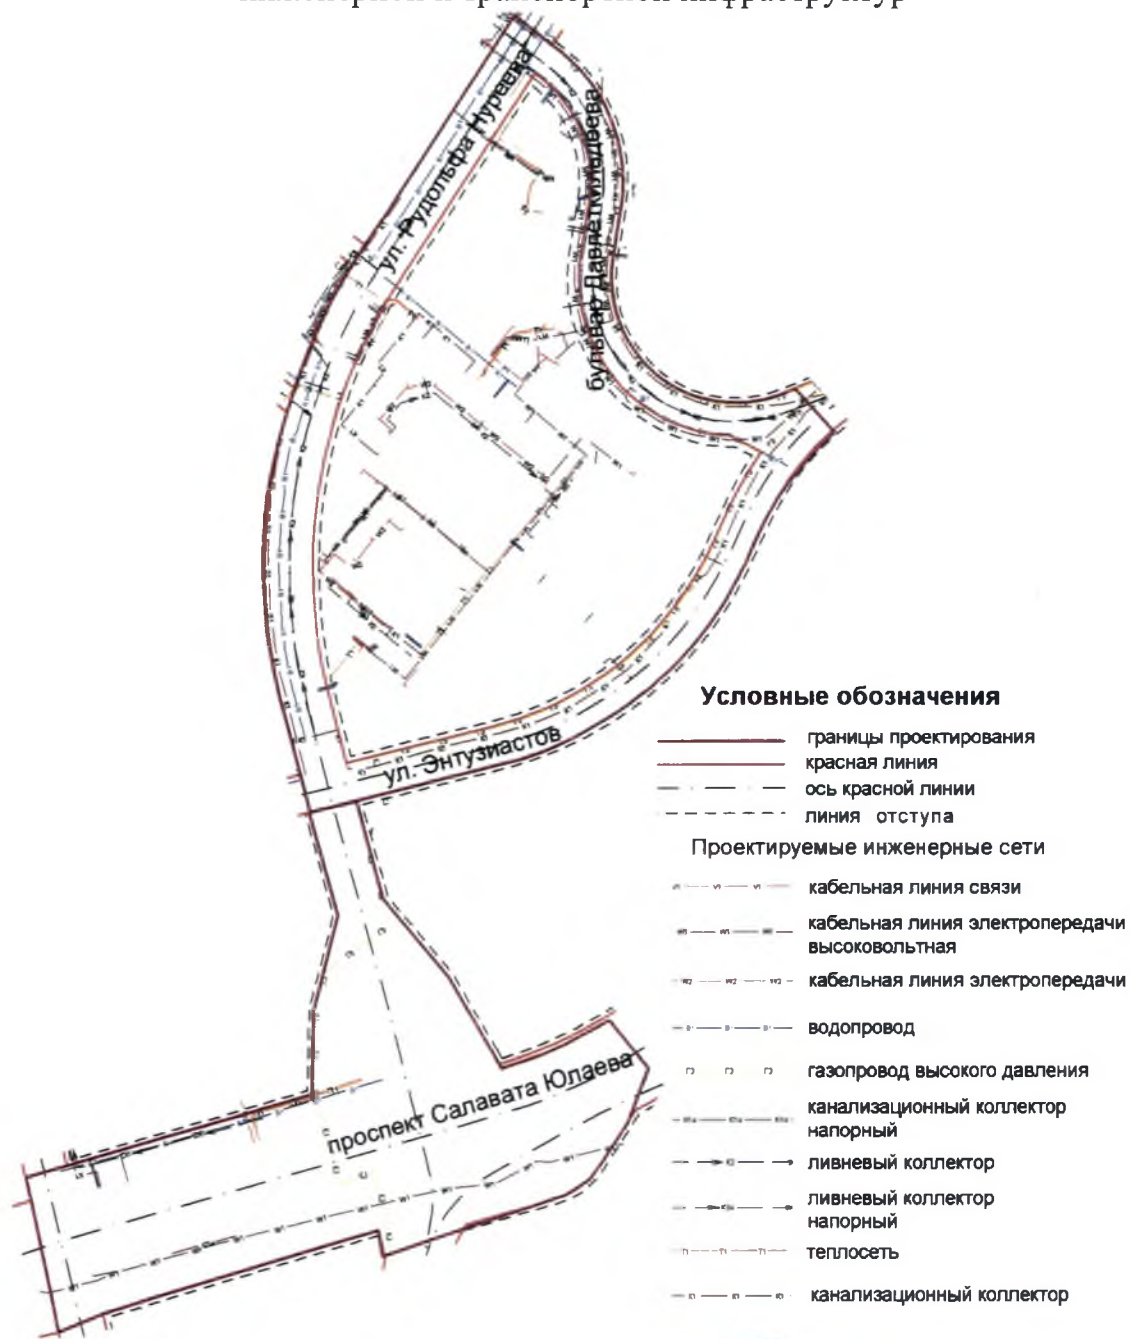 ул. Рудольфа Нуреева
бульвар Давлеткильдеева
ул. Энтузиастов
проспект Салавата Юлаева
Условные обозначения
границы проектирования
красная линия
ось красной линии
линия отступа
Проектируемые инженерные сети
кабельная линия связи
кабельная линия электропередачи
высоковольтная
кабельная линия электропередачи
водопровод
газопровод высокого давления
канализационный коллектор
напорный
ливневый коллектор
ливневый коллектор
напорный
теплосеть
канализационный коллектор